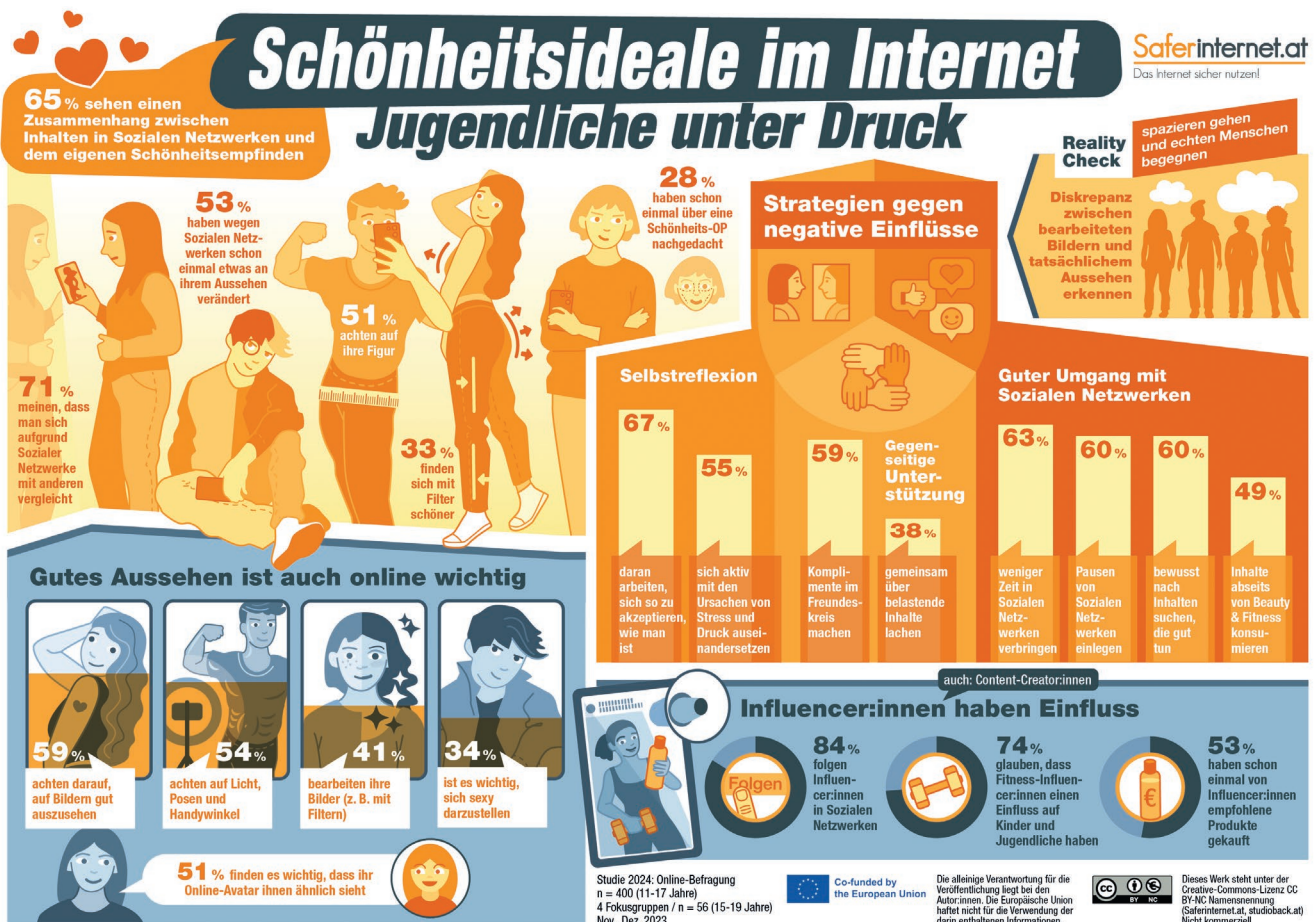 Schönheitsideale im Internet
Jugendliche unter Druck
Saferinternet.at
Das Internet sicher nutzen!
65 % sehen einen
Zusammenhang zwischen
Inhalten in Sozialen Netzwerken und
dem eigenen Schönheitsempfinden
53 %
haben wegen
Sozialen Netz-
werken schon
einmal etwas an
ihrem Aussehen
verändert
28 %
haben schon
einmal über eine
Schönheits-OP
nachgedacht
51 %
achten auf
ihre Figur
71 %
meinen, dass
man sich
aufgrund
Sozialer
Netzwerke
mit anderen
vergleicht
33 %
finden
sich mit
Filter
schöner
Reality
Check
spazieren gehen
und echten Menschen
begegnen
Diskrepanz
zwischen
bearbeiteten
Bildern und
tatsächlichem
Aussehen
erkennen
Strategien gegen
negative Einflüsse
Selbstreflexion
67 %
daran
arbeiten,
sich so zu
akzeptieren,
wie man
ist
55 %
sich aktiv
mit den
Ursachen von
Stress und
Druck ausei-
nandersetzen
Gegen-
seitige
Unter-
stützung
59 %
Kompli-
mente im
Freundes-
kreis
machen
38 %
gemeinsam
über
belastende
Inhalte
lachen
Guter Umgang mit
Sozialen Netzwerken
63 %
weniger
Zeit in
Sozialen
Netz-
werken
verbringen
60 %
Pausen
von
Sozialen
Netz-
werken
einlegen
60 %
bewusst
nach
Inhalten
suchen,
die gut
tun
49 %
Inhalte
abseits
von Beauty
& Fitness
konsu-
mieren
Gutes Aussehen ist auch online wichtig
59 %
achten darauf,
auf Bildern gut
auszusehen
54 %
achten auf Licht,
Posen und
Handywinkel
41 %
bearbeiten ihre
Bilder (z. B. mit
Filtern)
34 %
ist es wichtig,
sich sexy
darzustellen
51 % finden es wichtig, dass ihr
Online-Avatar ihnen ähnlich sieht
auch: Content-Creator:innen
Influencer:innen haben Einfluss
Folgen
84 %
folgen
Influen-
cer:innen
in Sozialen
Netzwerken
74 %
glauben, dass
Fitness-Influen-
cer:innen einen
Einfluss auf
Kinder und
Jugendliche haben
€
53 %
haben schon
einmal von
Influencer:innen
empfohlene
Produkte
gekauft
Studie 2024: Online-Befragung
n = 400 (11-17 Jahre)
4 Fokusgruppen / n = 56 (15-19 Jahre)
Nov., Dez. 2023
Co-funded by
the European Union
Die alleinige Verantwortung für die
Veröffentlichung liegt bei den
Autor:innen. Die Europäische Union
haftet nicht für die Verwendung der
darin enthaltenen Informationen.
cc
BY NC
Dieses Werk steht unter der
Creative-Commons-Lizenz CC
BY-NC Namensnennung
(Saferinternet.at, studioback.at)
Nicht kommerziell